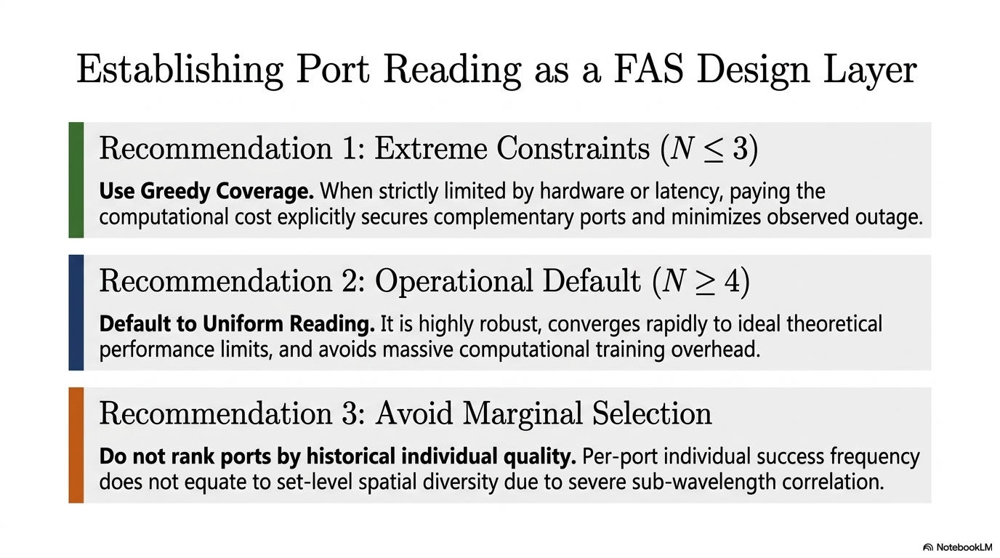 Establishing Port Reading as a FAS Design Layer
Recommendation 1: Extreme Constraints (N ≤ 3)
Use Greedy Coverage. When strictly limited by hardware or latency, paying the
computational cost explicitly secures complementary ports and minimizes observed outage.
Recommendation 2: Operational Default (N ≥ 4)
Default to Uniform Reading. It is highly robust, converges rapidly to ideal theoretical
performance limits, and avoids massive computational training overhead.
Recommendation 3: Avoid Marginal Selection
Do not rank ports by historical individual quality. Per-port individual success frequency
does not equate to set-level spatial diversity due to severe sub-wavelength correlation.
NotebookLM